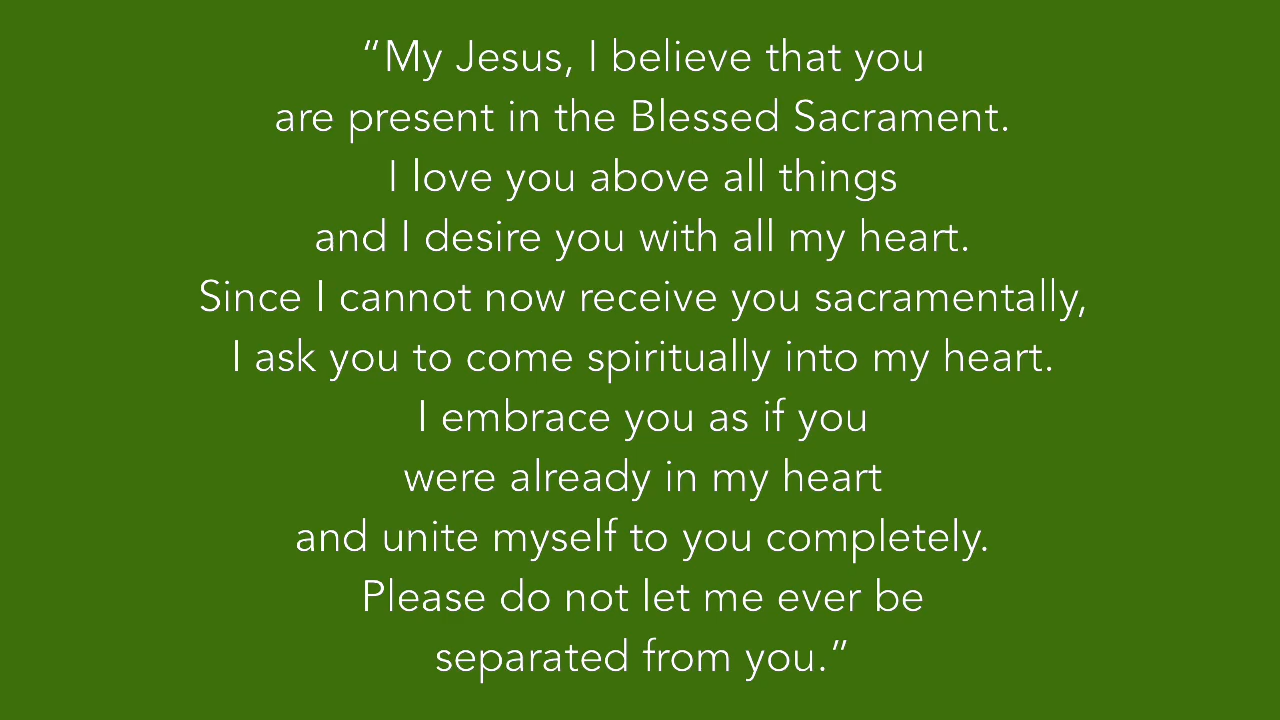 “My Jesus, I believe that you
are present in the Blessed Sacrament.
I love you above all things
and I desire you with all my heart.
Since I cannot now receive you sacramentally,
I ask you to come spiritually into my heart.
I embrace you as if you
were already in my heart
and unite myself to you completely.
Please do not let me ever be
separated from you.”